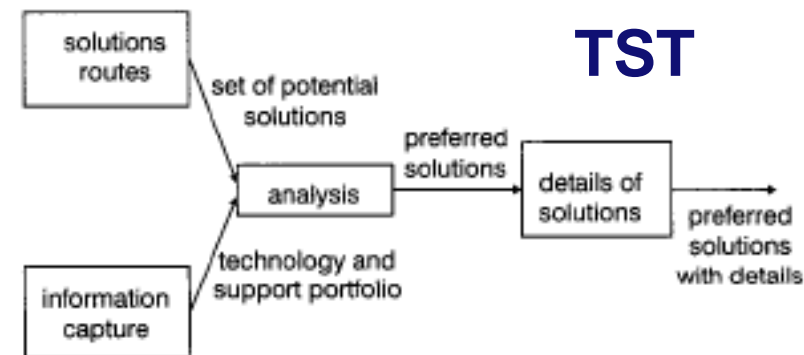 TST
solutions
routes
set of potential
solutions
preferred
solutions
analysis
details of
solutions
preferred
solutions
with details
technology and
support portfolio
information
capture